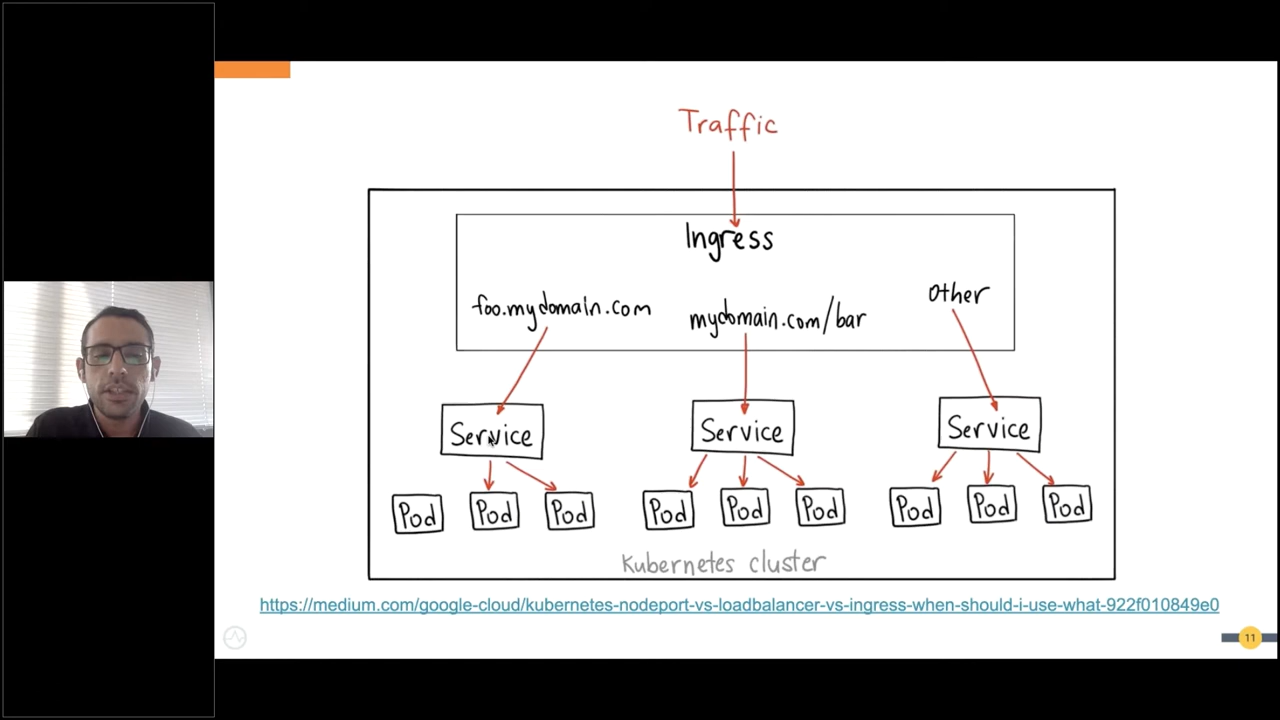 Traffic
Ingress
foo.mydomain.com
mydomain.com/bar
Other
Service
Service
Service
Pod
Pod
Pod
Pod
Pod
Pod
Pod
Pod
Pod
Kubernetes cluster
https://medium.com/google-cloud/kubernetes-nodeport-vs-loadbalancer-vs-ingress-when-should-i-use-what-922f010849e0
11